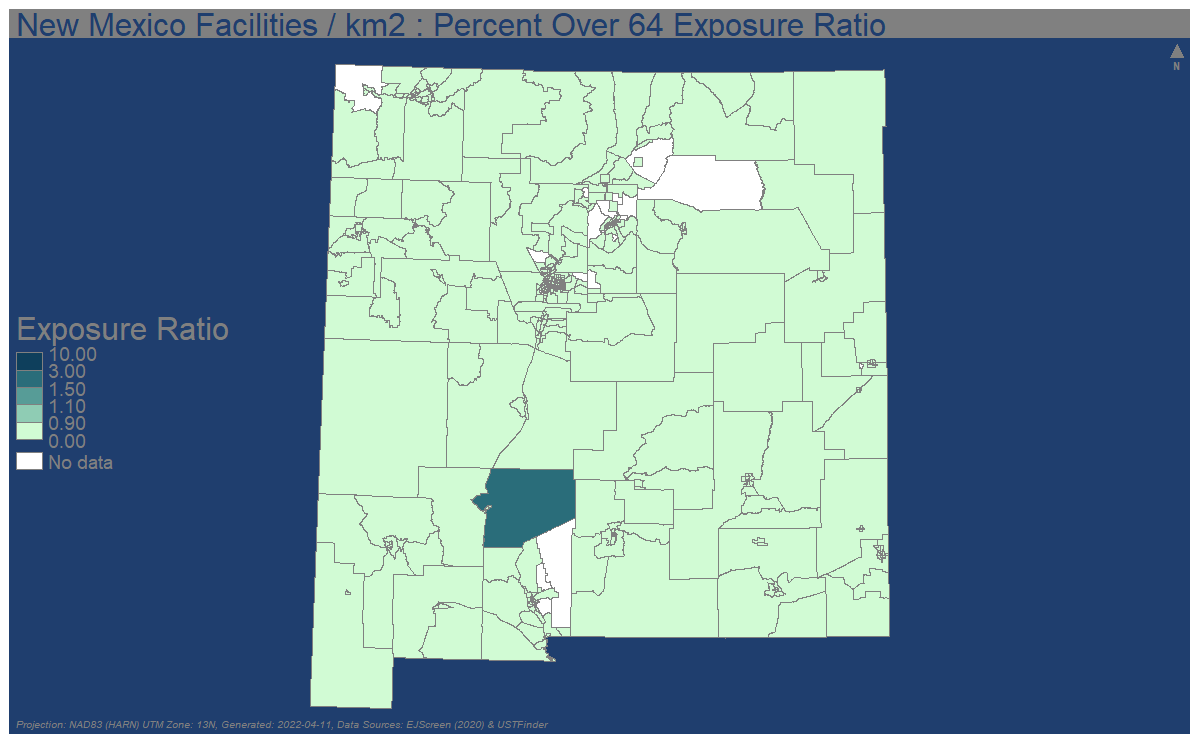 New Mexico Facilities / km2 : Percent Over 64 Exposure Ratio
N
Exposure Ratio
10.00
3.00
1.50
1.10
0.90
0.00
No data
Projection: NAD83 (HARN) UTM Zone: 13N, Generated: 2022-04-11, Data Sources: EJScreen (2020) & USTFinder